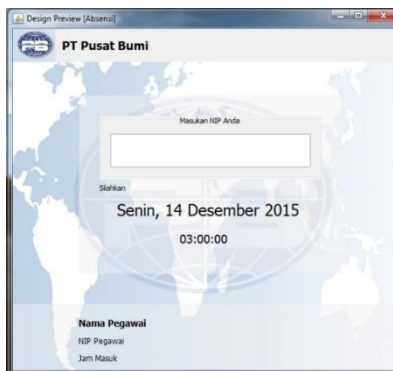 Design Preview [Absensi]
PT Pusat Bumi
Masukan NIP Anda
Silahkan
Senin, 14 Desember 2015
03:00:00
Nama Pegawai
NIP Pegawai
Jam Masuk